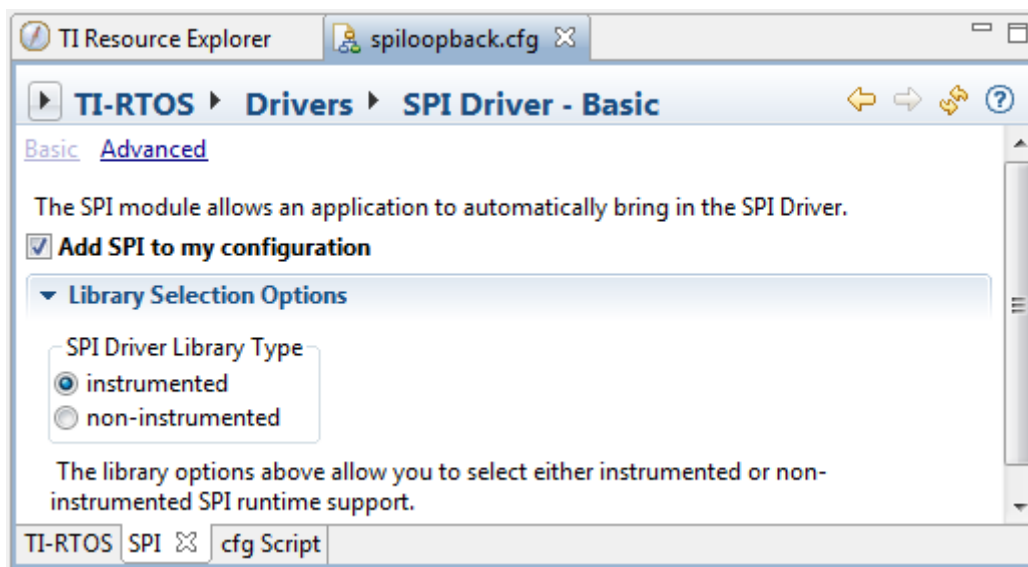 TI Resource Explorer spiloopback.cfg
TI-RTOS Drivers SPI Driver - Basic
Basic Advanced
The SPI module allows an application to automatically bring in the SPI Driver.
Add SPI to my configuration
Library Selection Options
SPI Driver Library Type
instrumented
non-instrumented
The library options above allow you to select either instrumented or non-
instrumented SPI runtime support.
TI-RTOS SPI cfg Script